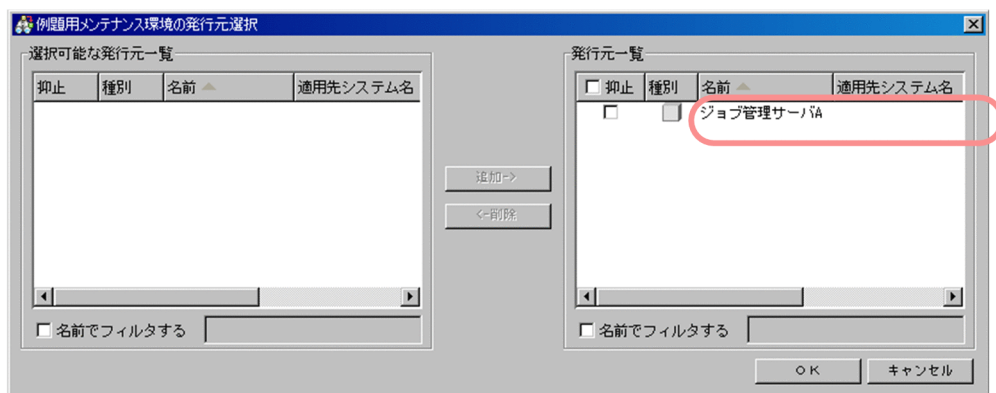 例題用メンテナンス環境の発行元選択
選択可能な発行元一覧
抑止 種別 名前 適用先システム名
名前でフィルタする
追加->
<-削除
発行元一覧
抑止 種別 名前 適用先システム名
ジョブ管理サーバA
名前でフィルタする
OK キャンセル